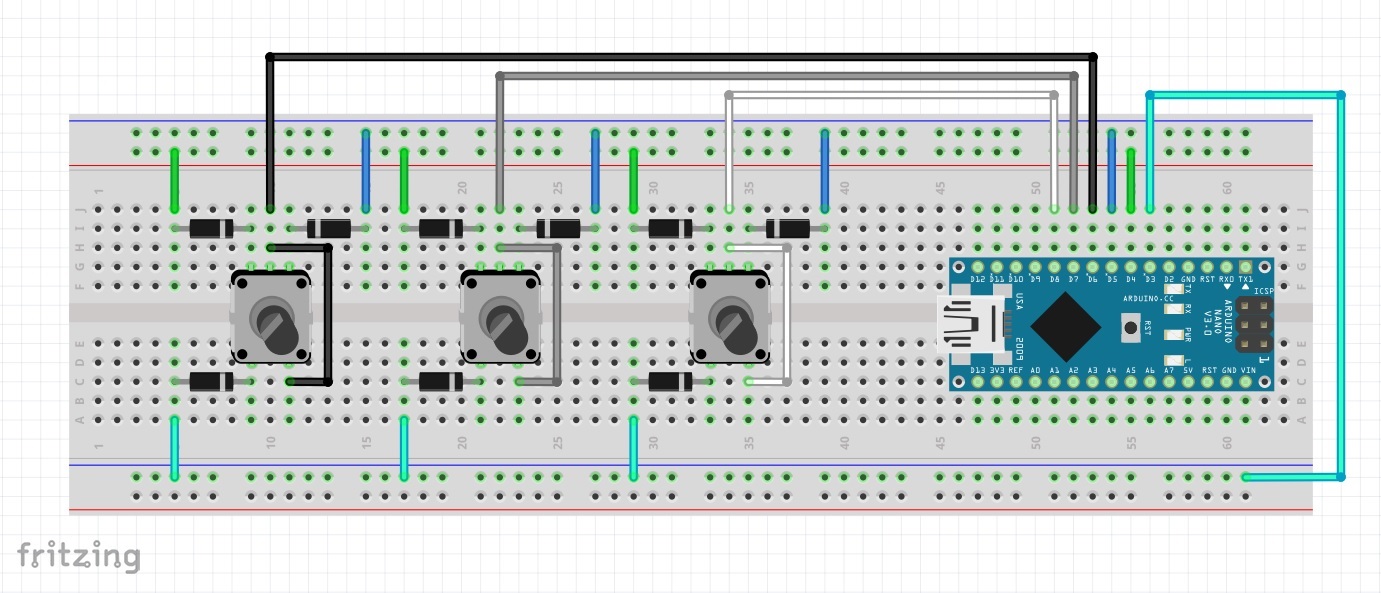 1 20 25 30 35 40 45 50 60
J J
I I
H H
G G
F F
D12 D11 D10 D9 D8 D7 D6 D5 D4 D3 D2 GND RST RX0 TX1
TX
ICSP
USA
ARDUINO.CC
RX
ARDUINO
NANO
V3.0
RST
PWR
2009
L
1
D13 3V3 REF A0 A1 A2 A3 A4 A5 A6 A7 5V RST GND VIN
E E
D D
C C
B B
A A
1 10 15 20 25 30 35 40 45 50 55 60
fritzing